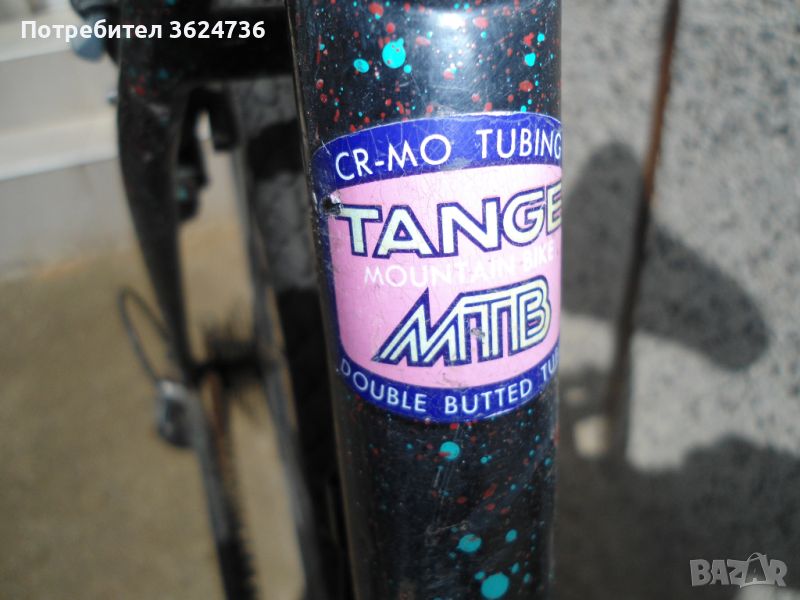 Потребител 3624736
CR-MO TUBING
TANGE
MOUNTAIN BIKE
MTB
DOUBLE BUTTED
BAZAR